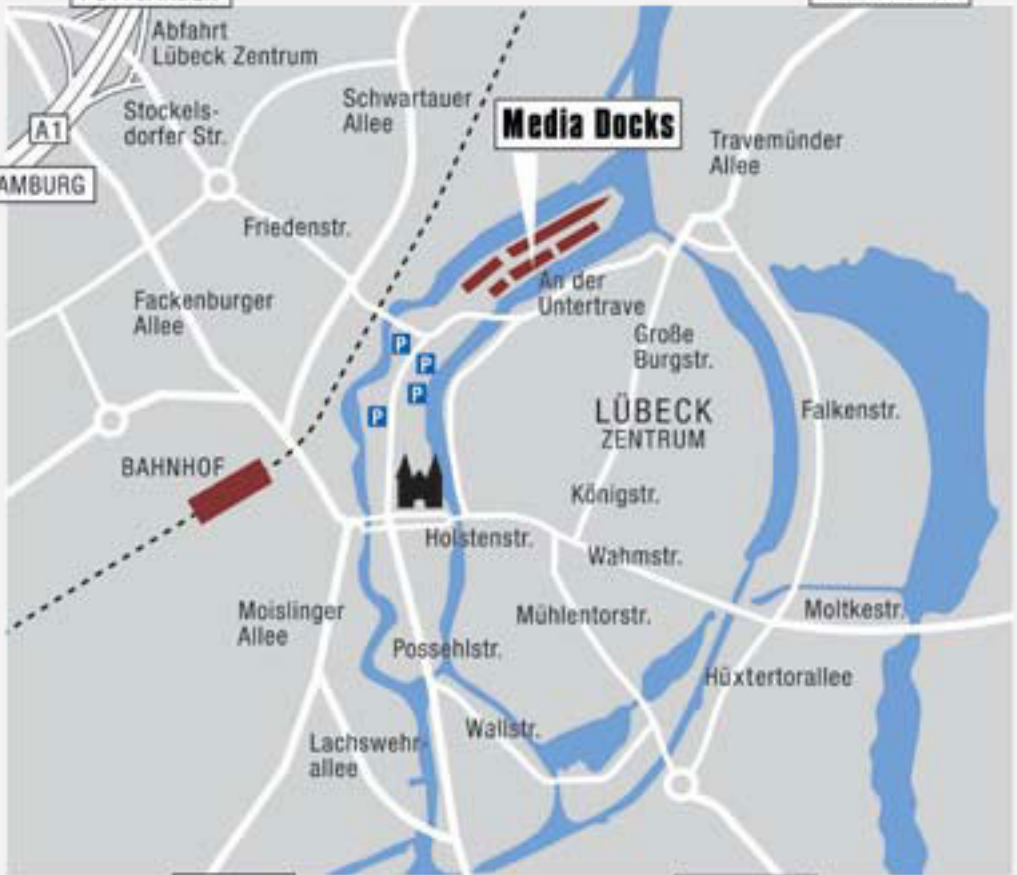 Abfahrt
Lübeck Zentrum
Stockels-
dorfer Str.
Schwartauer
Allee
Media Docks
A1
Travemünder
Allee
AMBURG
Friedenstr.
An der
Untertrave
Fackenburger
Allee
Große
Burgstr.
P
P
P
P
LÜBECK
ZENTRUM
Falkenstr.
BAHNHOF
Königstr.
Holstenstr.
Wahmstr.
Moislinger
Allee
Mühlentorstr.
Moltkestr.
Possehlstr.
Hüxtertorallee
Wallstr.
Lachswehr-
allee